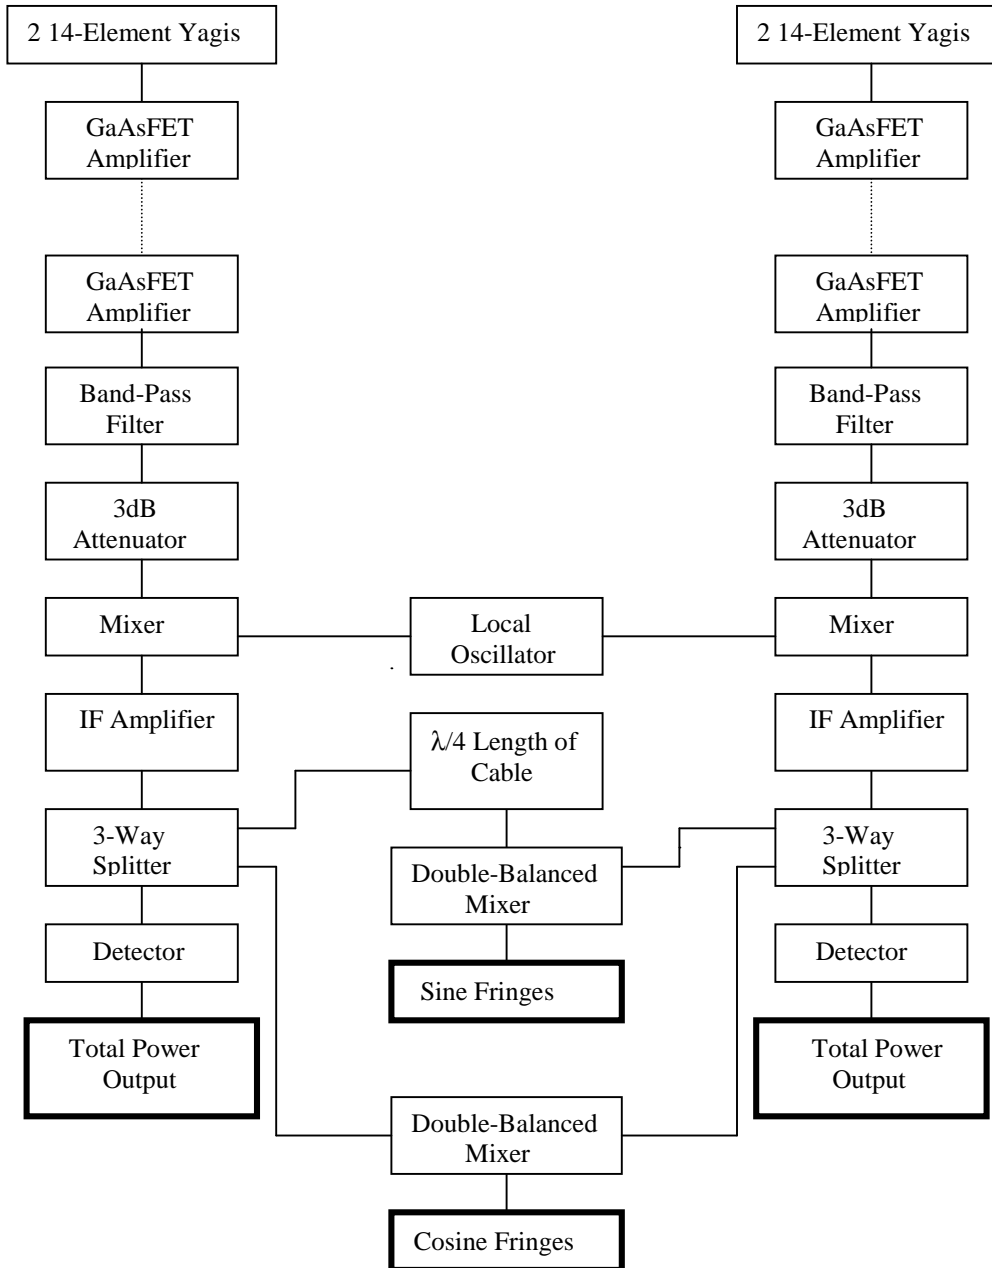 2 14-Element Yagis
2 14-Element Yagis
GaAsFET
Amplifier
GaAsFET
Amplifier
GaAsFET
Amplifier
GaAsFET
Amplifier
Band-Pass
Filter
Band-Pass
Filter
3dB
Attenuator
3dB
Attenuator
Mixer
Local
Oscillator
Mixer
IF Amplifier
λ/4 Length of
Cable
IF Amplifier
3-Way
Splitter
Double-Balanced
Mixer
3-Way
Splitter
Detector
Sine Fringes
Detector
Total Power
Output
Total Power
Output
Double-Balanced
Mixer
Cosine Fringes